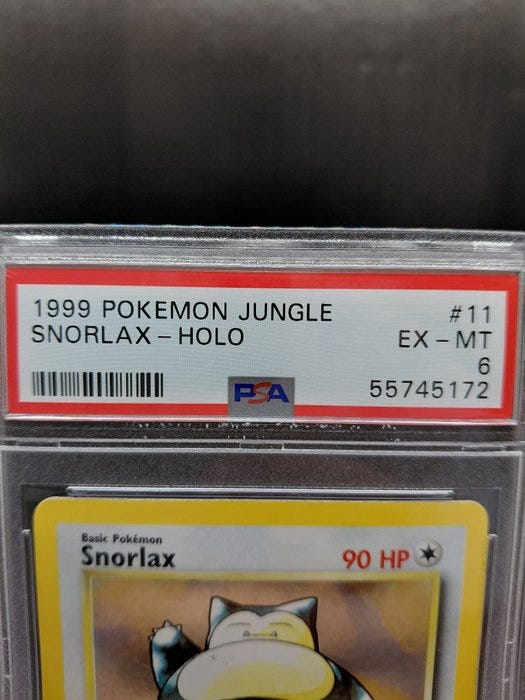 1999 POKEMON JUNGLE #11
SNORLAX - HOLO EX - MT
6
PSA 55745172
Basic Pokémon
Snorlax 90 HP